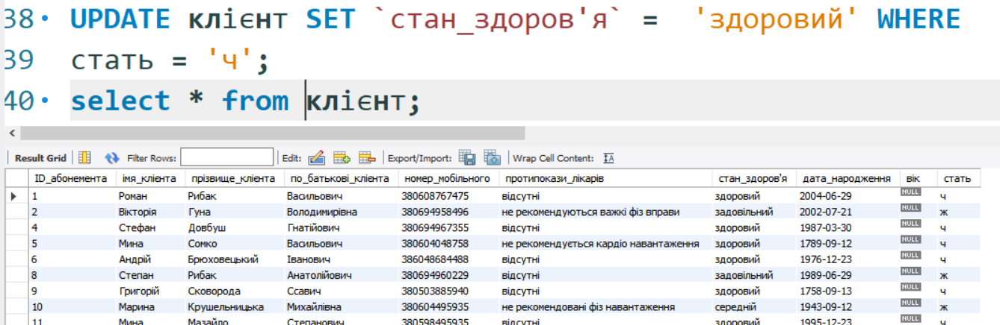 38 UPDATE клієнт SET `стан_здоров'я` = 'здоровий' WHERE
39 стать = 'ч';
40 select * from клієнт;
Result Grid Filter Rows: Edit: Export/Import: Wrap Cell Content:
ID_абонемента імя_клієнта прізвище_клієнта по_батькові_клієнта номер_мобільного протипокази_лікарів стан_здоров'я дата_народження вік стать
1 Роман Рибак Васильович 380608767475 відсутні здоровий 2004-06-29 NULL ч
2 Вікторія Гуна Володимирівна 380694958496 не рекомендуються важкі фіз вправи задовільний 2002-07-21 NULL ж
4 Стефан Довбуш Гнатійович 380694967355 відсутні здоровий 1987-03-30 NULL ч
5 Мина Сомко Васильович 380604048758 не рекомендується кардіо навантаження здоровий 1789-09-12 NULL ч
6 Андрій Брюховецький Іванович 386048684488 відсутні здоровий 1976-12-23 NULL ч
8 Степан Рибак Анатолійович 380694960229 відсутні задовільний 1989-06-29 NULL ж
9 Григорій Сковорода Ссавич 380503885940 відсутні здоровий 1758-09-13 NULL ч
10 Марина Крушельницька Михайлівна 380604495935 не рекомендовані фіз навантаження середній 1943-09-12 NULL ж
11 Мина Мазайло Степанович 380598495935 відсутні здоровий 1995-12-23 NULL ч